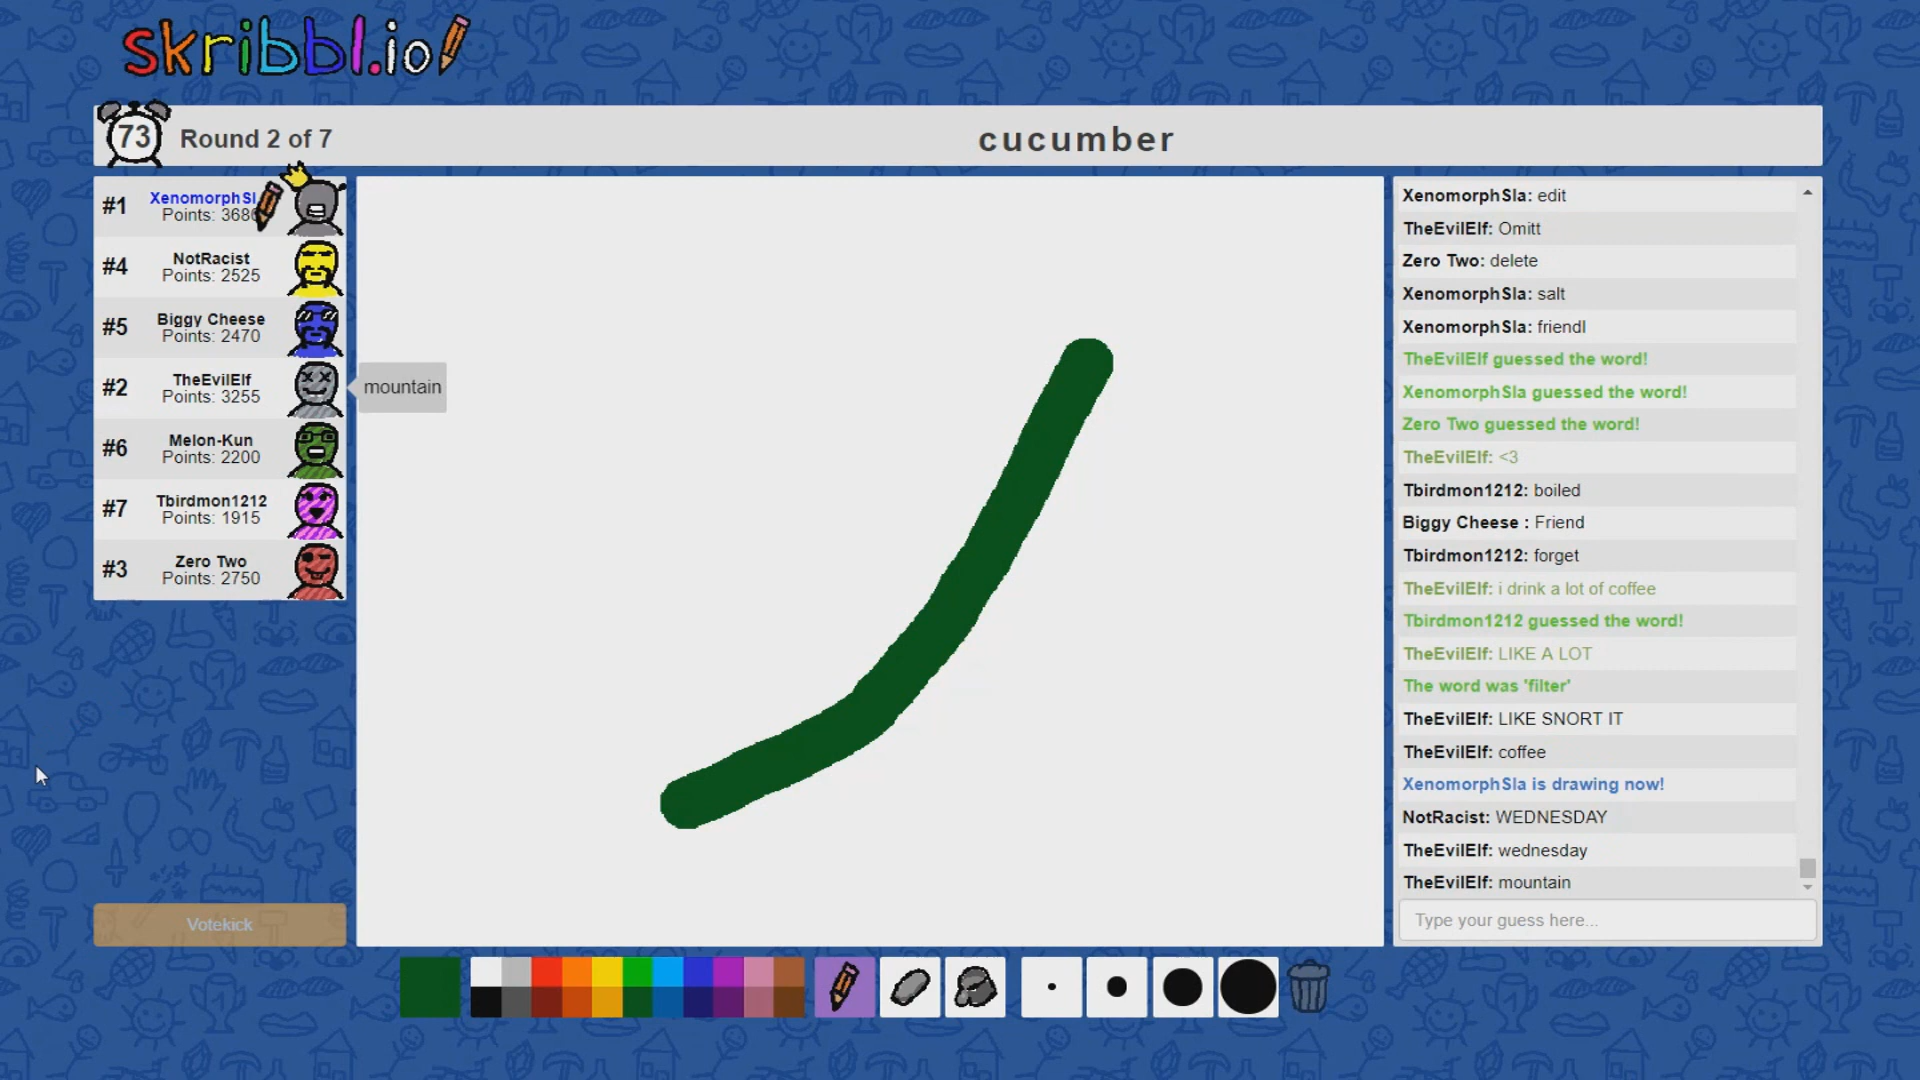 skribbl.io
73
Round 2 of 7
cucumber
#1
XenomorphSl
Points: 3680
#4
NotRacist
Points: 2525
#5
Biggy Cheese
Points: 2470
#2
TheEvilElf
Points: 3255
mountain
#6
Melon-Kun
Points: 2200
#7
Tbirdmon1212
Points: 1915
#3
Zero Two
Points: 2750
Votekick
XenomorphSla: edit
TheEvilElf: Omitt
Zero Two: delete
XenomorphSla: salt
XenomorphSla: friendl
TheEvilElf guessed the word!
XenomorphSla guessed the word!
Zero Two guessed the word!
TheEvilElf: <3
Tbirdmon1212: boiled
Biggy Cheese : Friend
Tbirdmon1212: forget
TheEvilElf: i drink a lot of coffee
Tbirdmon1212 guessed the word!
TheEvilElf: LIKE A LOT
The word was 'filter'
TheEvilElf: LIKE SNORT IT
TheEvilElf: coffee
XenomorphSla is drawing now!
NotRacist: WEDNESDAY
TheEvilElf: wednesday
TheEvilElf: mountain
Type your guess here...